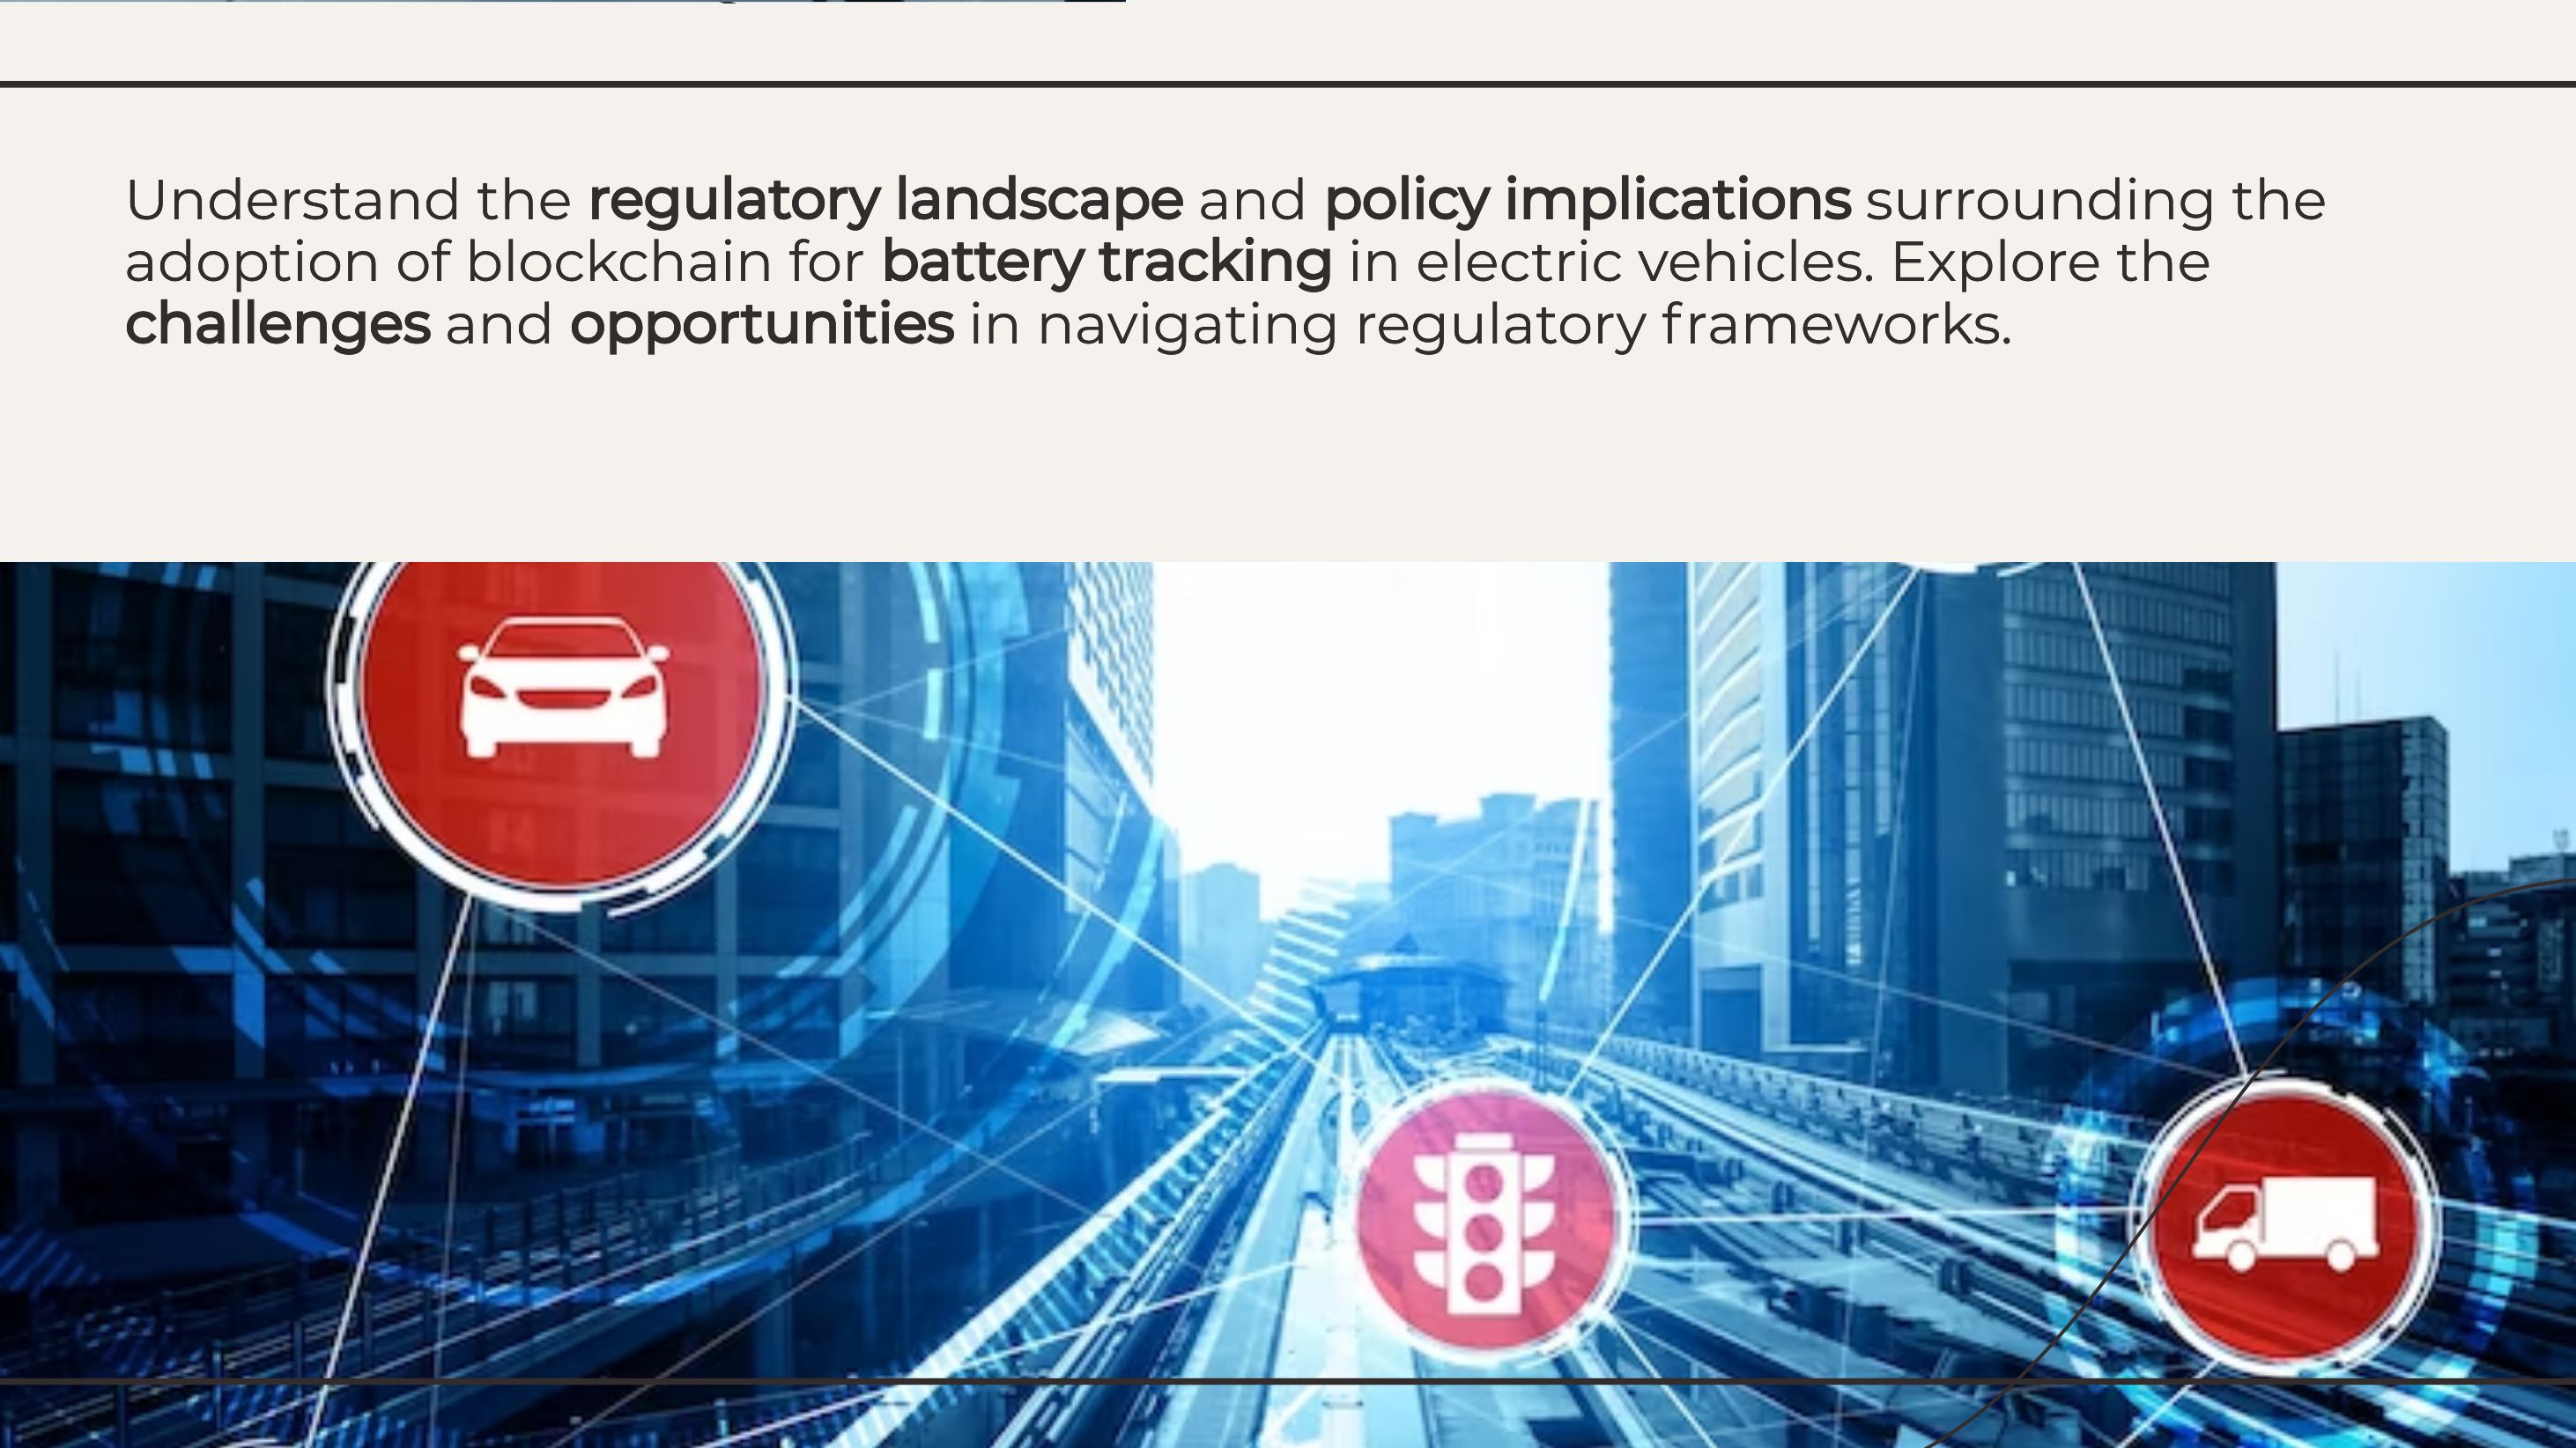 Understand the regulatory landscape and policy implications surrounding the
adoption of blockchain for battery tracking in electric vehicles. Explore the
challenges and opportunities in navigating regulatory frameworks.